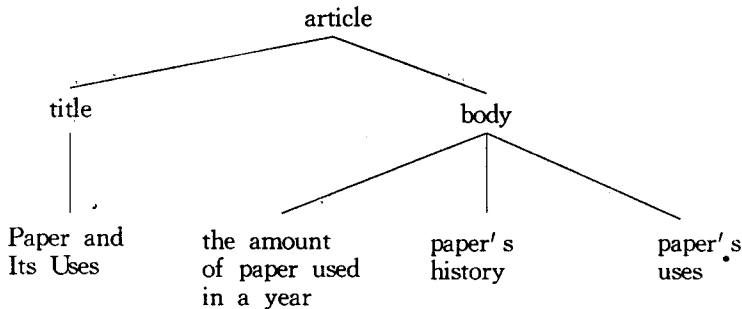 article
title
body
Paper and
Its Uses
the amount
of paper used
in a year
paper's
history
paper's
uses